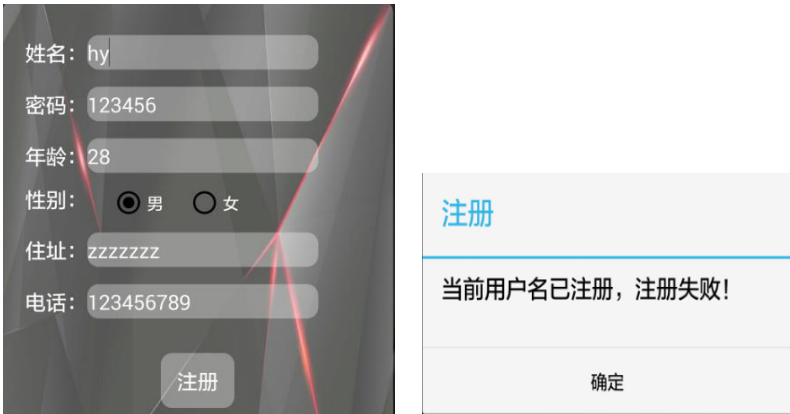 姓名：hy
密码：123456
年龄：28
性别： 男 女
住址：zzzzzzz
电话：123456789
注册
注册
当前用户名已注册，注册失败！
确定